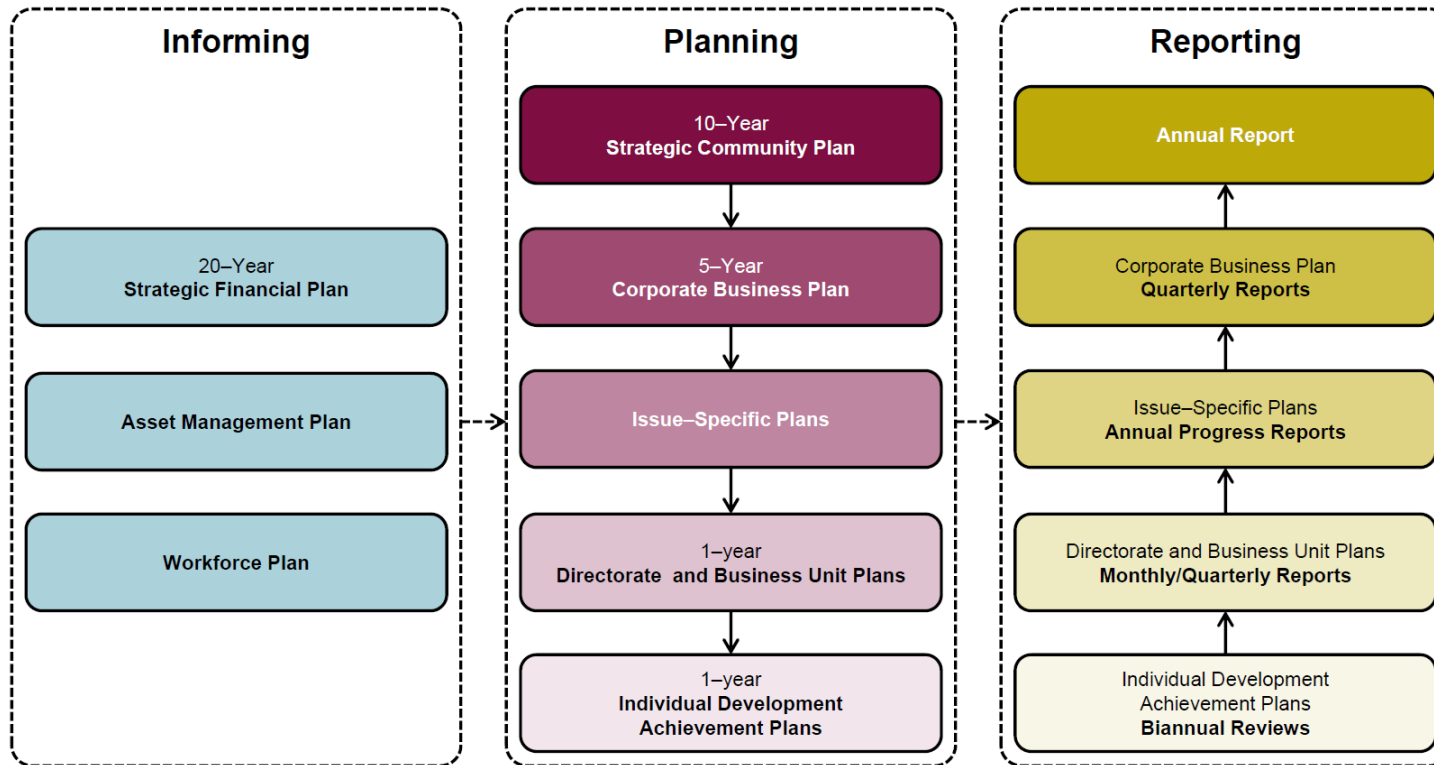 Informing
20–Year
Strategic Financial Plan
Asset Management Plan
Workforce Plan
Planning
10–Year
Strategic Community Plan
5–Year
Corporate Business Plan
Issue–Specific Plans
1–year
Directorate and Business Unit Plans
1–year
Individual Development
Achievement Plans
Reporting
Annual Report
Corporate Business Plan
Quarterly Reports
Issue–Specific Plans
Annual Progress Reports
Directorate and Business Unit Plans
Monthly/Quarterly Reports
Individual Development
Achievement Plans
Biannual Reviews